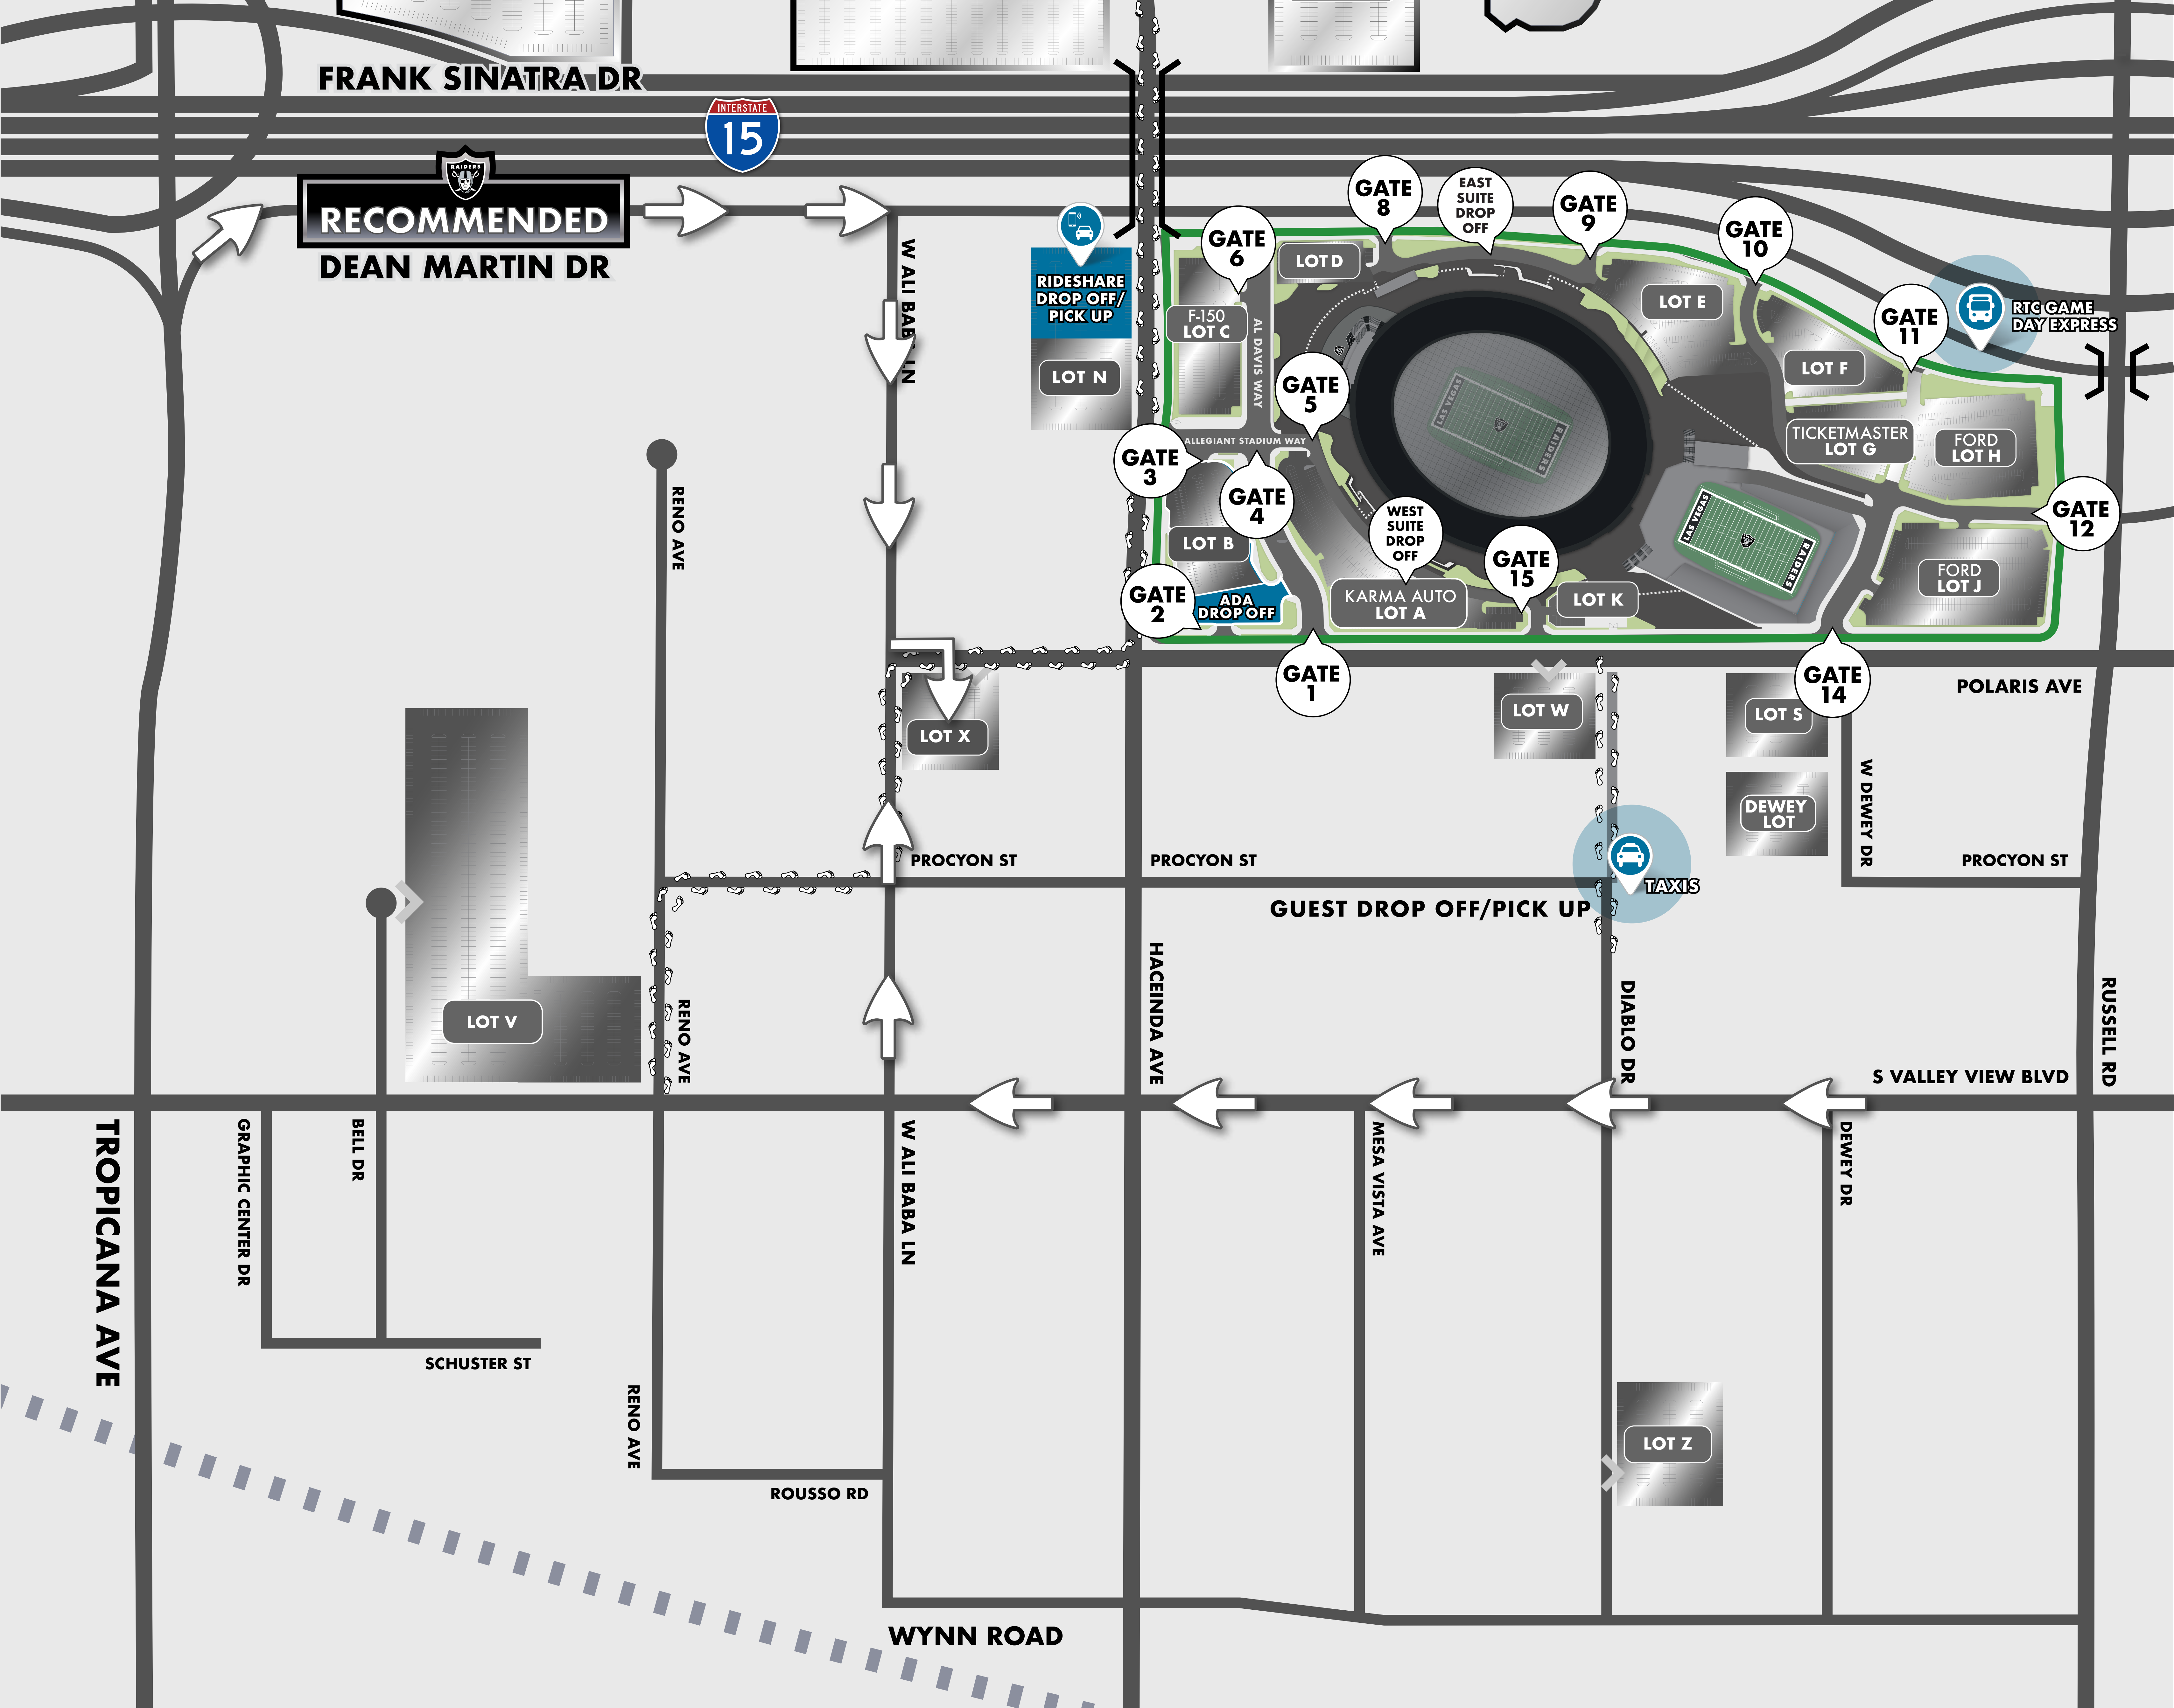 FRANK SINATRA DR
INTERSTATE
15
RAIDERS
RECOMMENDED
DEAN MARTIN DR
W ALI BABA LN
RIDESHARE
DROP OFF/
PICK UP
LOT N
GATE
6
LOT D
GATE
8
EAST
SUITE
DROP
OFF
GATE
9
GATE
10
LOT E
GATE
11
RTC GAME
DAY EXPRESS
F-150
LOT C
AL DAVIS WAY
LOT F
GATE
5
LAS VEGAS
RAIDERS
ALLEGIANT STADIUM WAY
TICKETMASTER
LOT G
FORD
LOT H
GATE
3
GATE
4
WEST
SUITE
DROP
OFF
LAS VEGAS
RAIDERS
GATE
12
LOT B
GATE
15
FORD
LOT J
GATE
2
ADA
DROP OFF
KARMA AUTO
LOT A
LOT K
RENO AVE
GATE
1
GATE
14
POLARIS AVE
LOT X
LOT W
LOT S
DEWEY
LOT
W DEWEY DR
PROCYON ST
PROCYON ST
PROCYON ST
TAXIS
GUEST DROP OFF/PICK UP
LOT V
RENO AVE
HACEINDA AVE
DIABLO DR
RUSSELL RD
S VALLEY VIEW BLVD
TROPICANA AVE
GRAPHIC CENTER DR
BELL DR
W ALI BABA LN
MESA VISTA AVE
DEWEY DR
SCHUSTER ST
RENO AVE
LOT Z
ROUSSO RD
WYNN ROAD